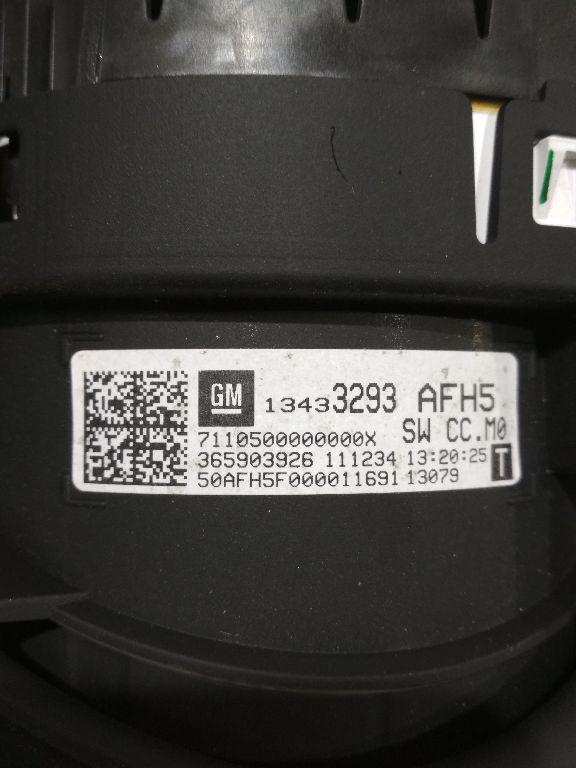 GM 13433293 AFH5
7110500000000X SW CC.M0
365903926 111234 13:20:25 T
50AFH5F000011691 13079